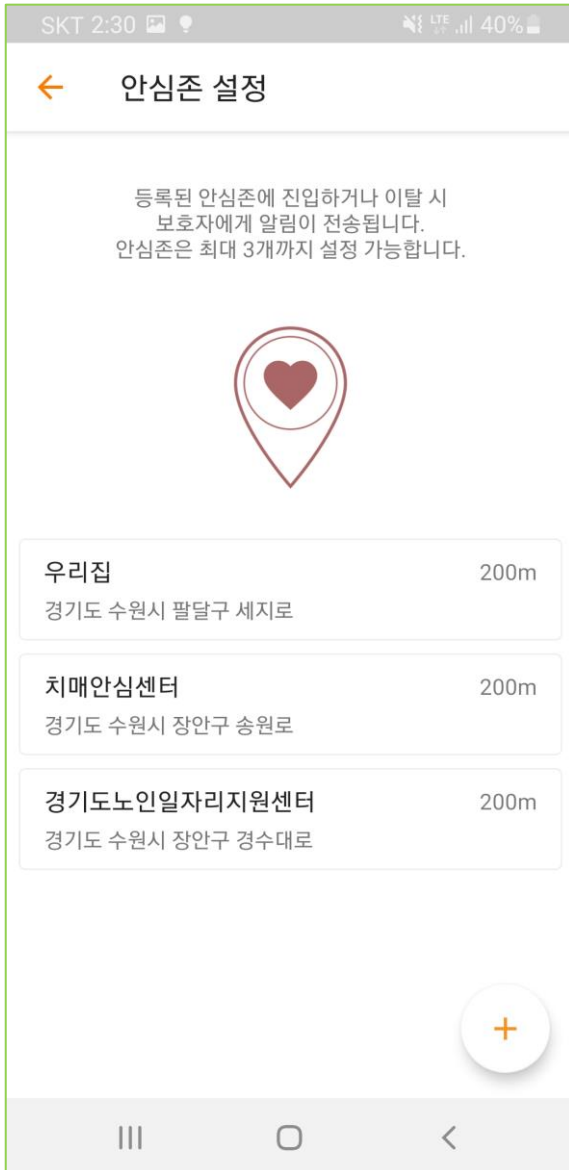 SKT 2:30
LTE 40%
안심존 설정
등록된 안심존에 진입하거나 이탈 시
보호자에게 알림이 전송됩니다.
안심존은 최대 3개까지 설정 가능합니다.
우리집 200m
경기도 수원시 팔달구 세지로
치매안심센터 200m
경기도 수원시 장안구 송원로
경기도노인일자리지원센터 200m
경기도 수원시 장안구 경수대로
+